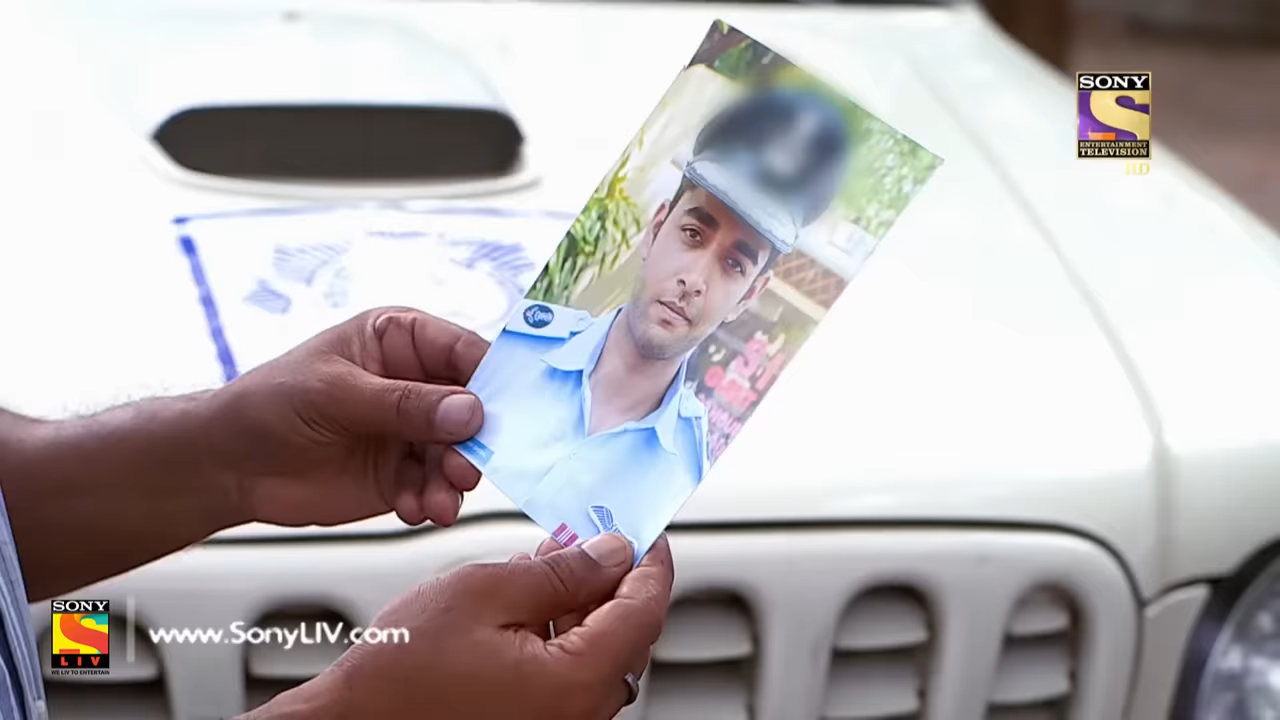 SONY
ENTERTAINMENT
TELEVISION
HD
SONY
LIV
WE LIV TO ENTERTAIN
www.SonyLIV.com